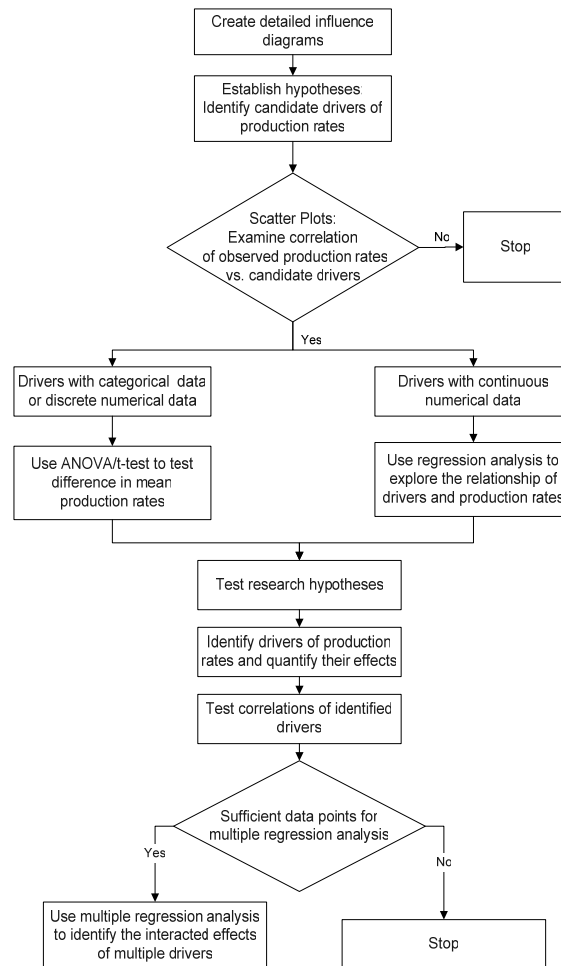 Create detailed influence
diagrams
Establish hypotheses:
Identify candidate drivers of
production rates
Scatter Plots:
Examine correlation
of observed production rates
vs. candidate drivers
No
Stop
Yes
Drivers with categorical data
or discrete numerical data
Drivers with continuous
numerical data
Use ANOVA/t-test to test
difference in mean
production rates
Use regression analysis to
explore the relationship of
drivers and production rates
Test research hypotheses
Identify drivers of production
rates and quantify their effects
Test correlations of identified
drivers
Sufficient data points for
multiple regression analysis
Yes
No
Use multiple regression analysis
to identify the interacted effects
of multiple drivers
Stop